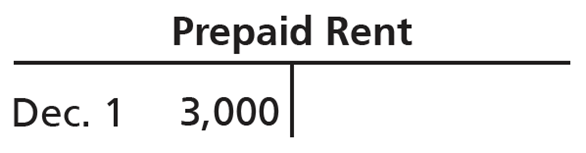 Prepaid Rent
Dec. 1 3,000